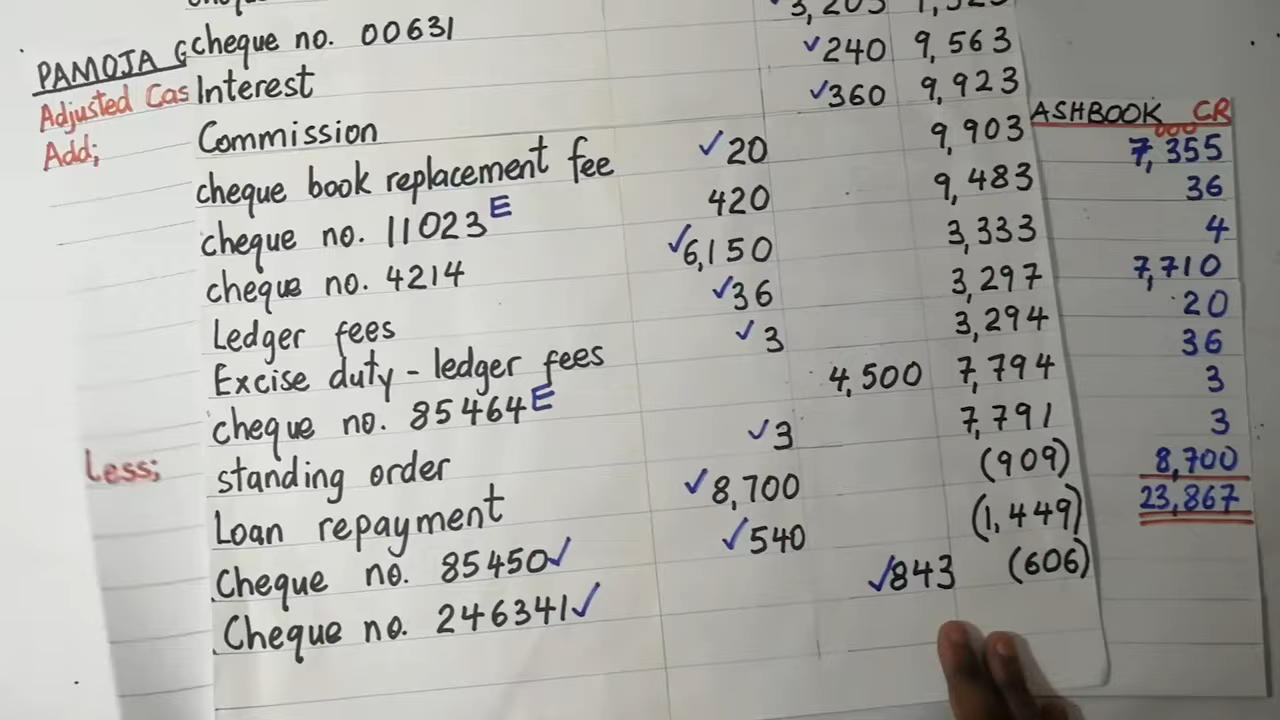 cheque no. 00631
PAMOJA
Interest 240 9,563
Adjusted Cas
Commission 360 9,923
Add;
cheque book replacement fee 20 9,903
cheque no. 11023 E 420 9,483
cheque no. 4214 6,150 3,333
Ledger fees 36 3,297
Excise duty - ledger fees 3 3,294
cheque no. 85464 E 4,500 7,794
standing order 3 7,791
Less;
Loan repayment 8,700 (909)
Cheque no. 85450 540 (1,449)
Cheque no. 246341 843 (606)
ASHBOOK CR
7,355
36
4
7,710
20
36
3
3
8,700
23,867